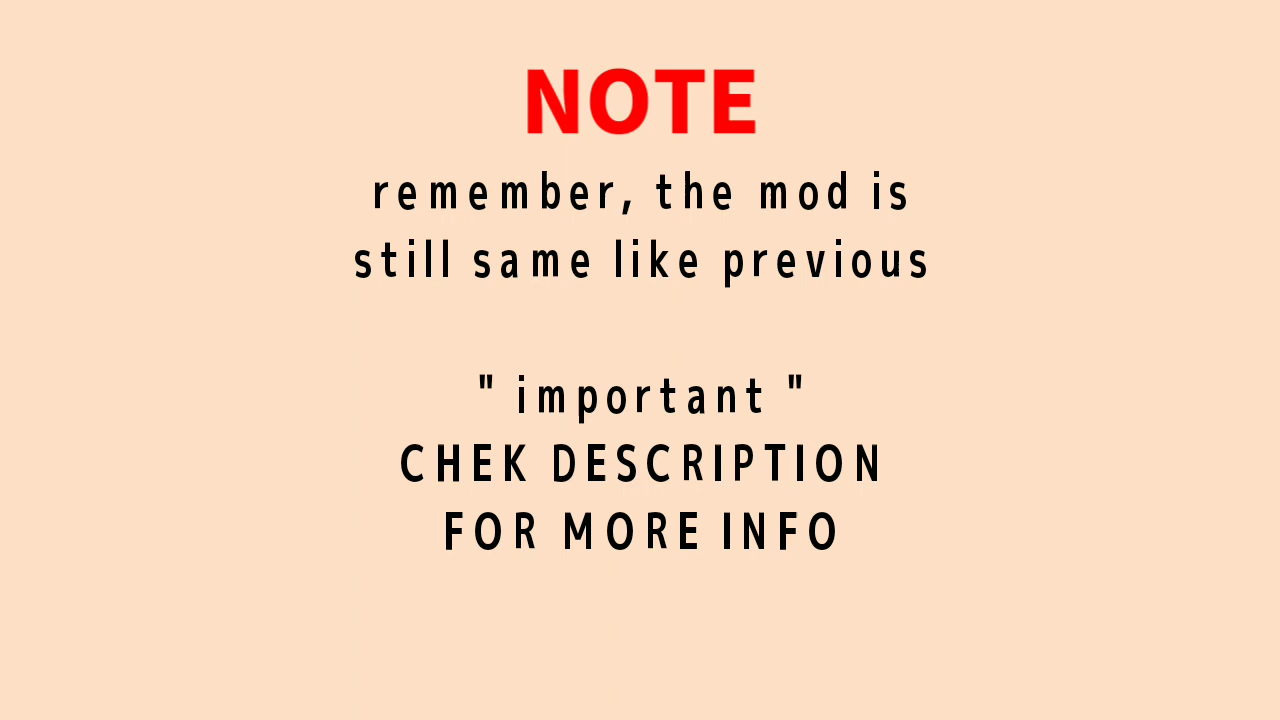 NOTE
remember, the mod is
still same like previous
" important "
CHEK DESCRIPTION
FOR MORE INFO